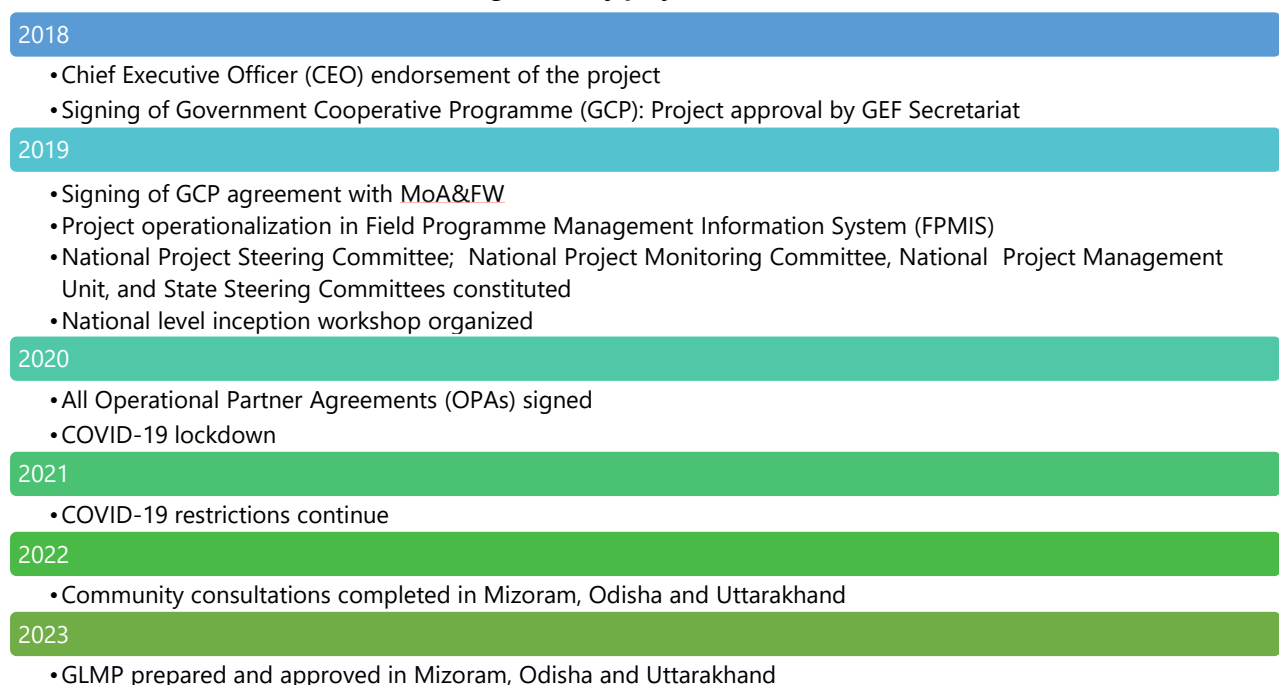 2018
•Chief Executive Officer (CEO) endorsement of the project
•Signing of Government Cooperative Programme (GCP): Project approval by GEF Secretariat
2019
•Signing of GCP agreement with MoA&FW
•Project operationalization in Field Programme Management Information System (FPMIS)
•National Project Steering Committee; National Project Monitoring Committee, National Project Management
Unit, and State Steering Committees constituted
•National level inception workshop organized
2020
•All Operational Partner Agreements (OPAs) signed
•COVID-19 lockdown
2021
•COVID-19 restrictions continue
2022
•Community consultations completed in Mizoram, Odisha and Uttarakhand
2023
•GLMP prepared and approved in Mizoram, Odisha and Uttarakhand